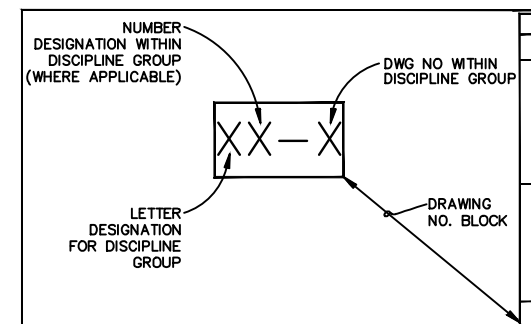 NUMBER
DESIGNATION WITHIN
DISCIPLINE GROUP
(WHERE APPLICABLE)
DWG NO WITHIN
DISCIPLINE GROUP
XX-X
LETTER
DESIGNATION
FOR DISCIPLINE
GROUP
DRAWING
NO. BLOCK